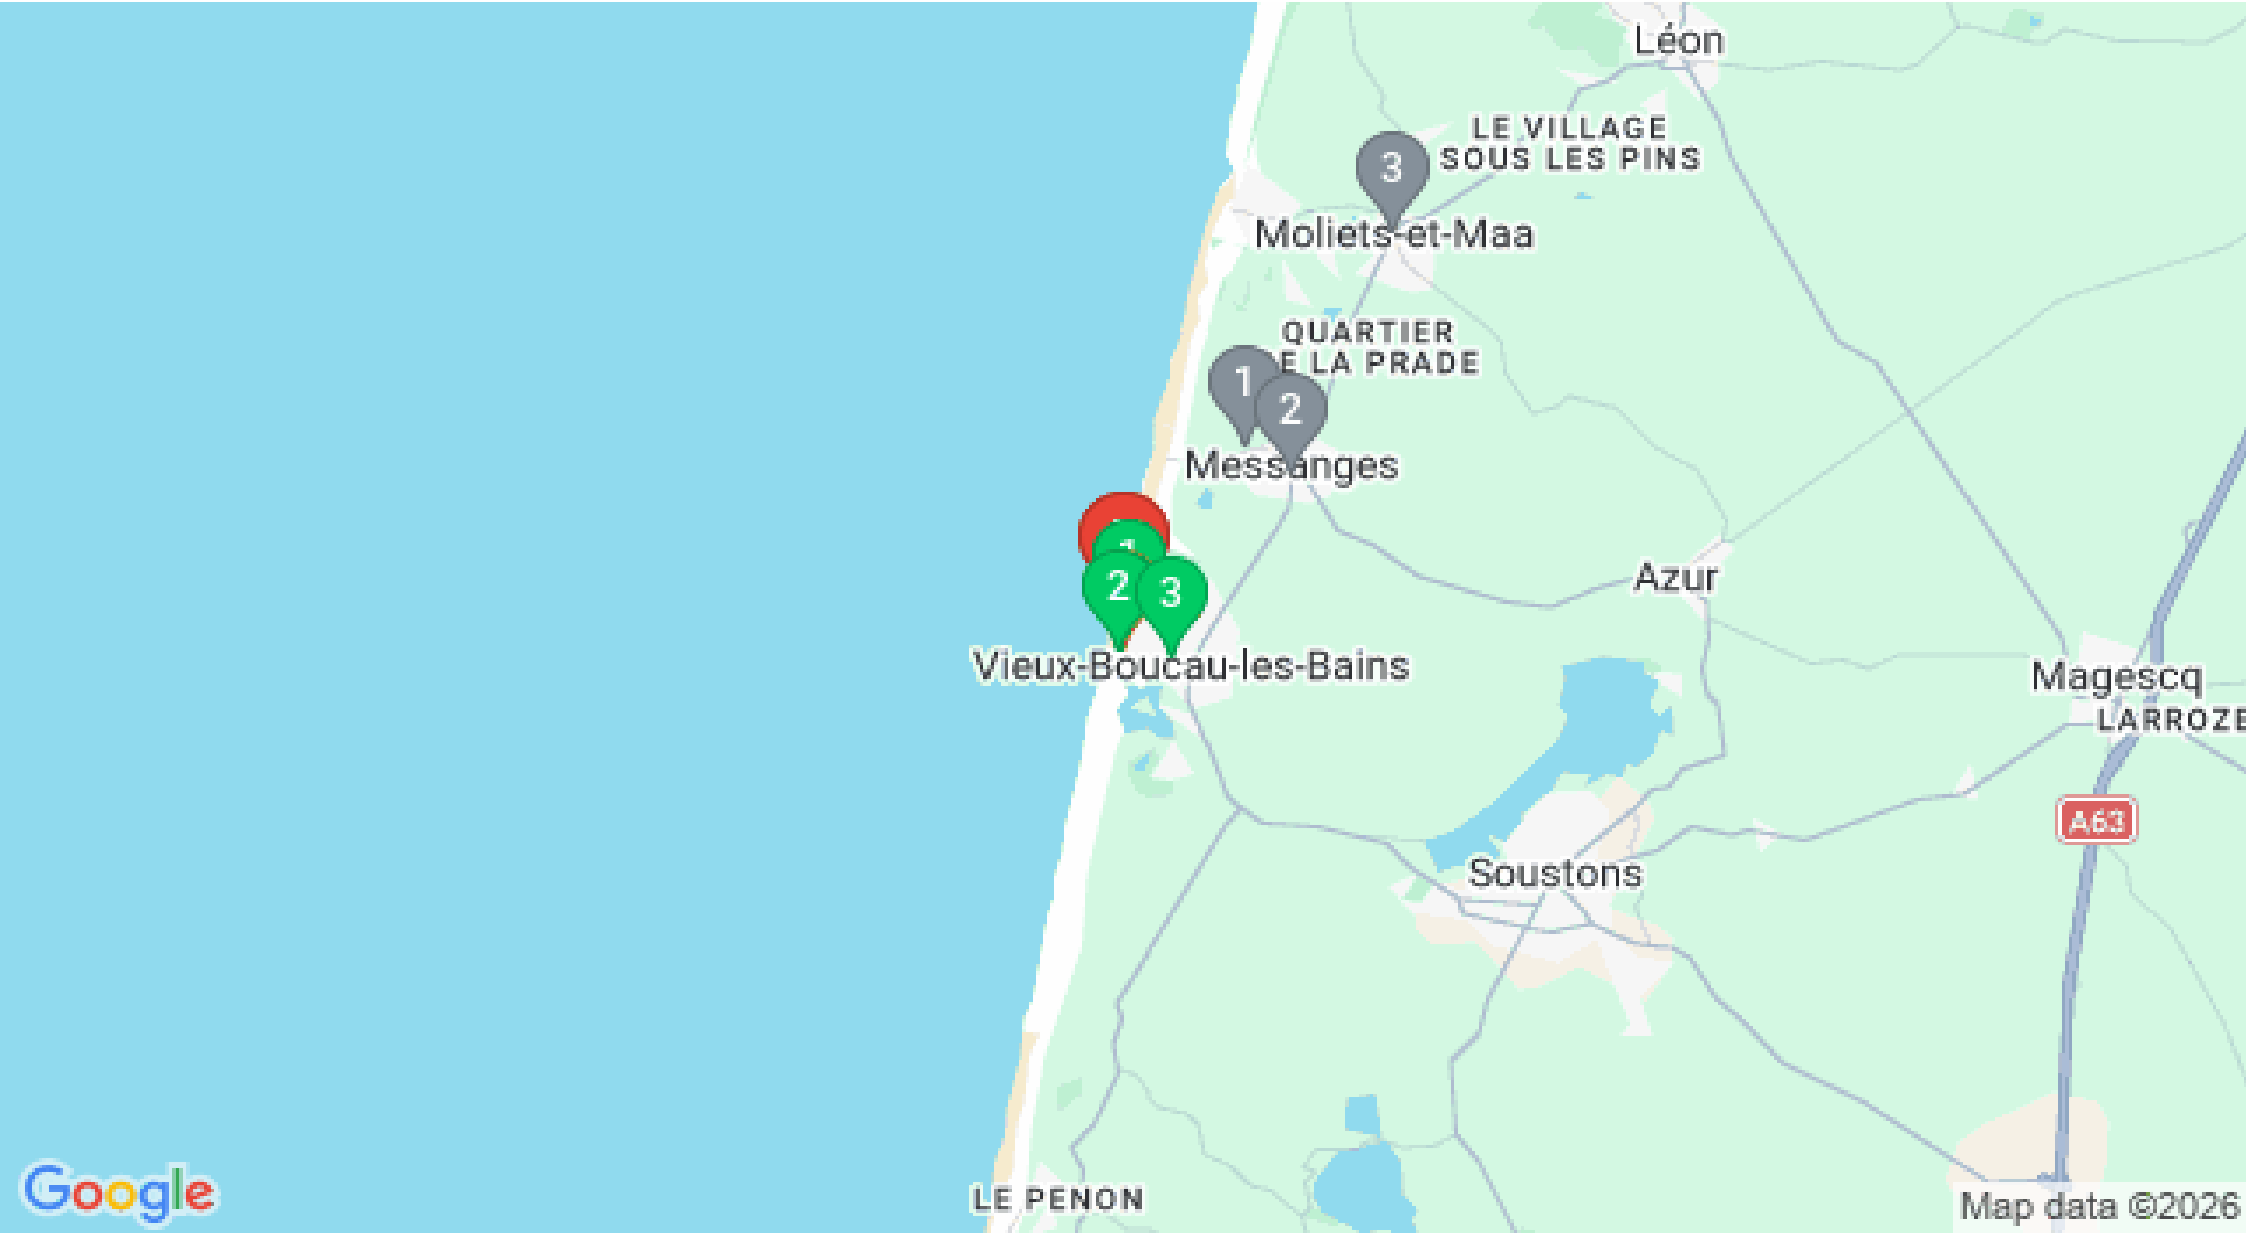 Léon
LE VILLAGE
SOUS LES PINS
3
Moliets-et-Maa
QUARTIER
E LA PRADE
1
2
Messanges
1
2
3
Azur
Vieux-Boucau-les-Bains
Magescq
LARROZE
A63
Soustons
LE PENON
Google
Map data ©2026